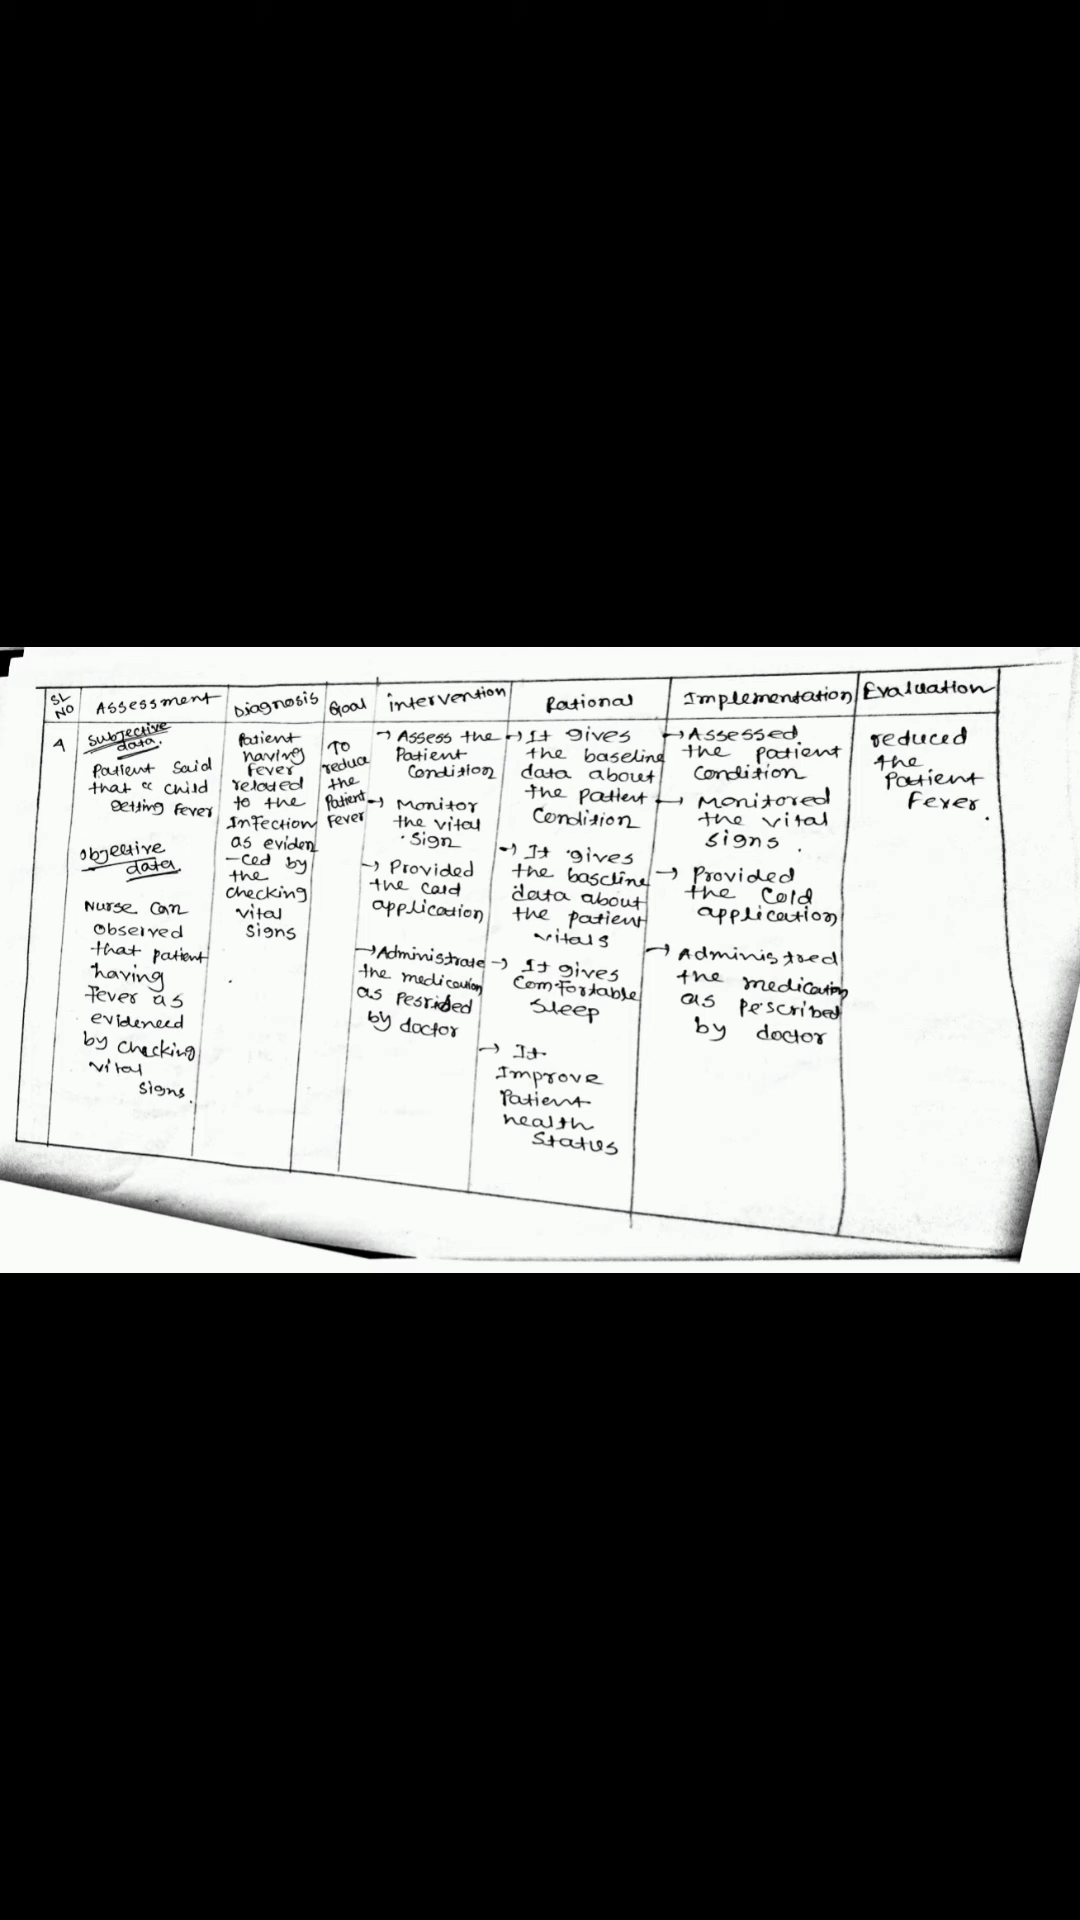 SL NO
Assessment
Diagnosis
Goal
intervention
Rational
Implementation
Evaluation
4
Subjective
data.
Patient Said
that child
getting fever
Objective
data.
Nurse can
observed
that patient
having
fever as
evidenced
by checking
vital
signs.
Patient
having
fever
related
to the
Infection
as eviden
-ced by
the
checking
vital
signs
To
reduce
the
Patient
Fever
→ Assess the
Patient
Condition
→ Monitor
the vital
sign
→ Provided
the cold
application
→ Administrate
the medication
as
by doctor
→ It gives
the baseline
data about
the patient
Condition
→ It gives
the baseline
data about
the patient
vitals
→ It gives
Comfortable
sleep
→ It
Improve
Patient
health
Status
→ Assessed
the patient
Condition
→ Monitored
the vital
signs.
→ Provided
the Cold
application
→ Administred
the medication
as pescribed
by doctor
reduced
the
Patient
Fever.